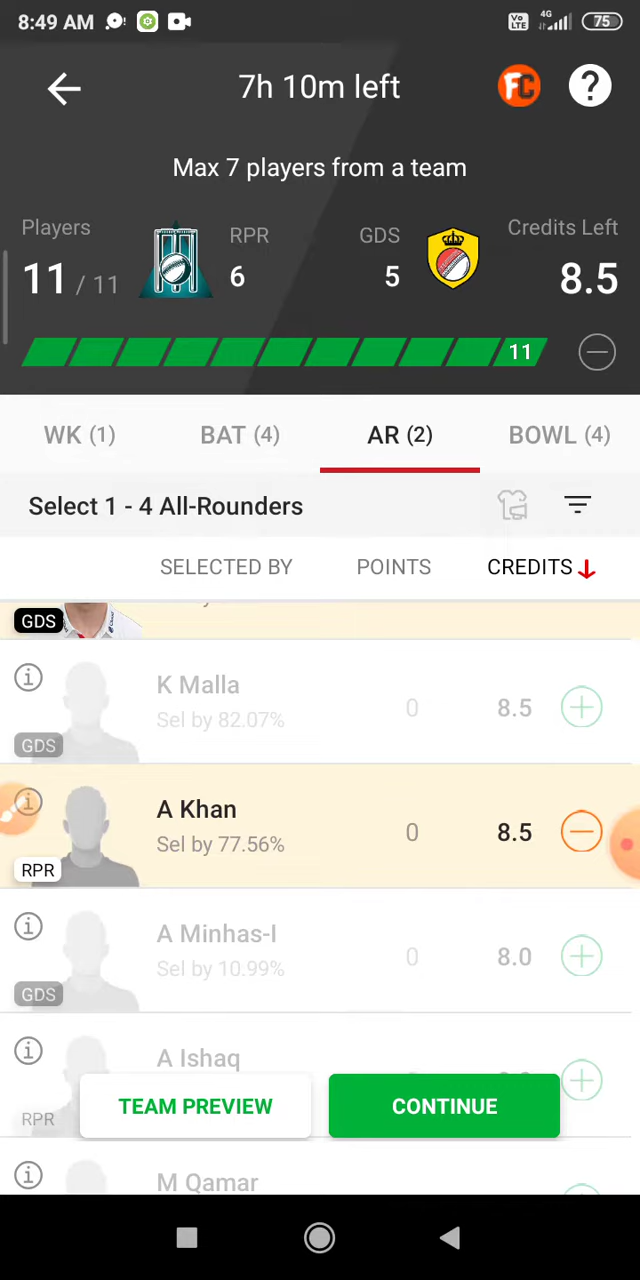 8:49 AM
Vo LTE 4G 75
7h 10m left
FC ?
Max 7 players from a team
Players RPR GDS Credits Left
11 / 11 6 5 8.5
11
WK (1) BAT (4) AR (2) BOWL (4)
Select 1 - 4 All-Rounders
SELECTED BY POINTS CREDITS
GDS
K Malla
Sel by 82.07% 0 8.5
GDS
A Khan
Sel by 77.56% 0 8.5
RPR
A Minhas-I
Sel by 10.99% 0 8.0
GDS
A Ishaq
RPR
TEAM PREVIEW CONTINUE
M Qamar